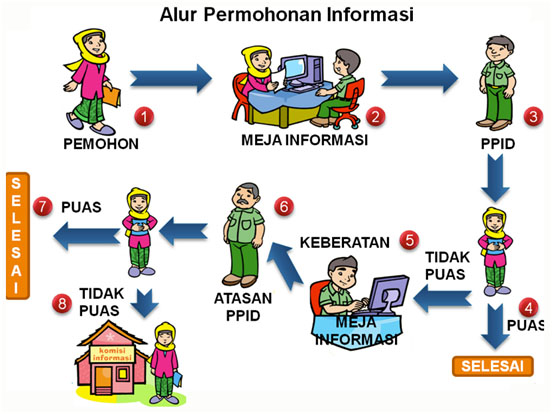 Alur Permohonan Informasi
1
PEMOHON
2
MEJA INFORMASI
3
PPID
SELESAI
7
PUAS
6
ATASAN
PPID
KEBERATAN
5
MEJA
INFORMASI
TIDAK
PUAS
4
PUAS
SELESAI
8
TIDAK
PUAS
komisi
informasi